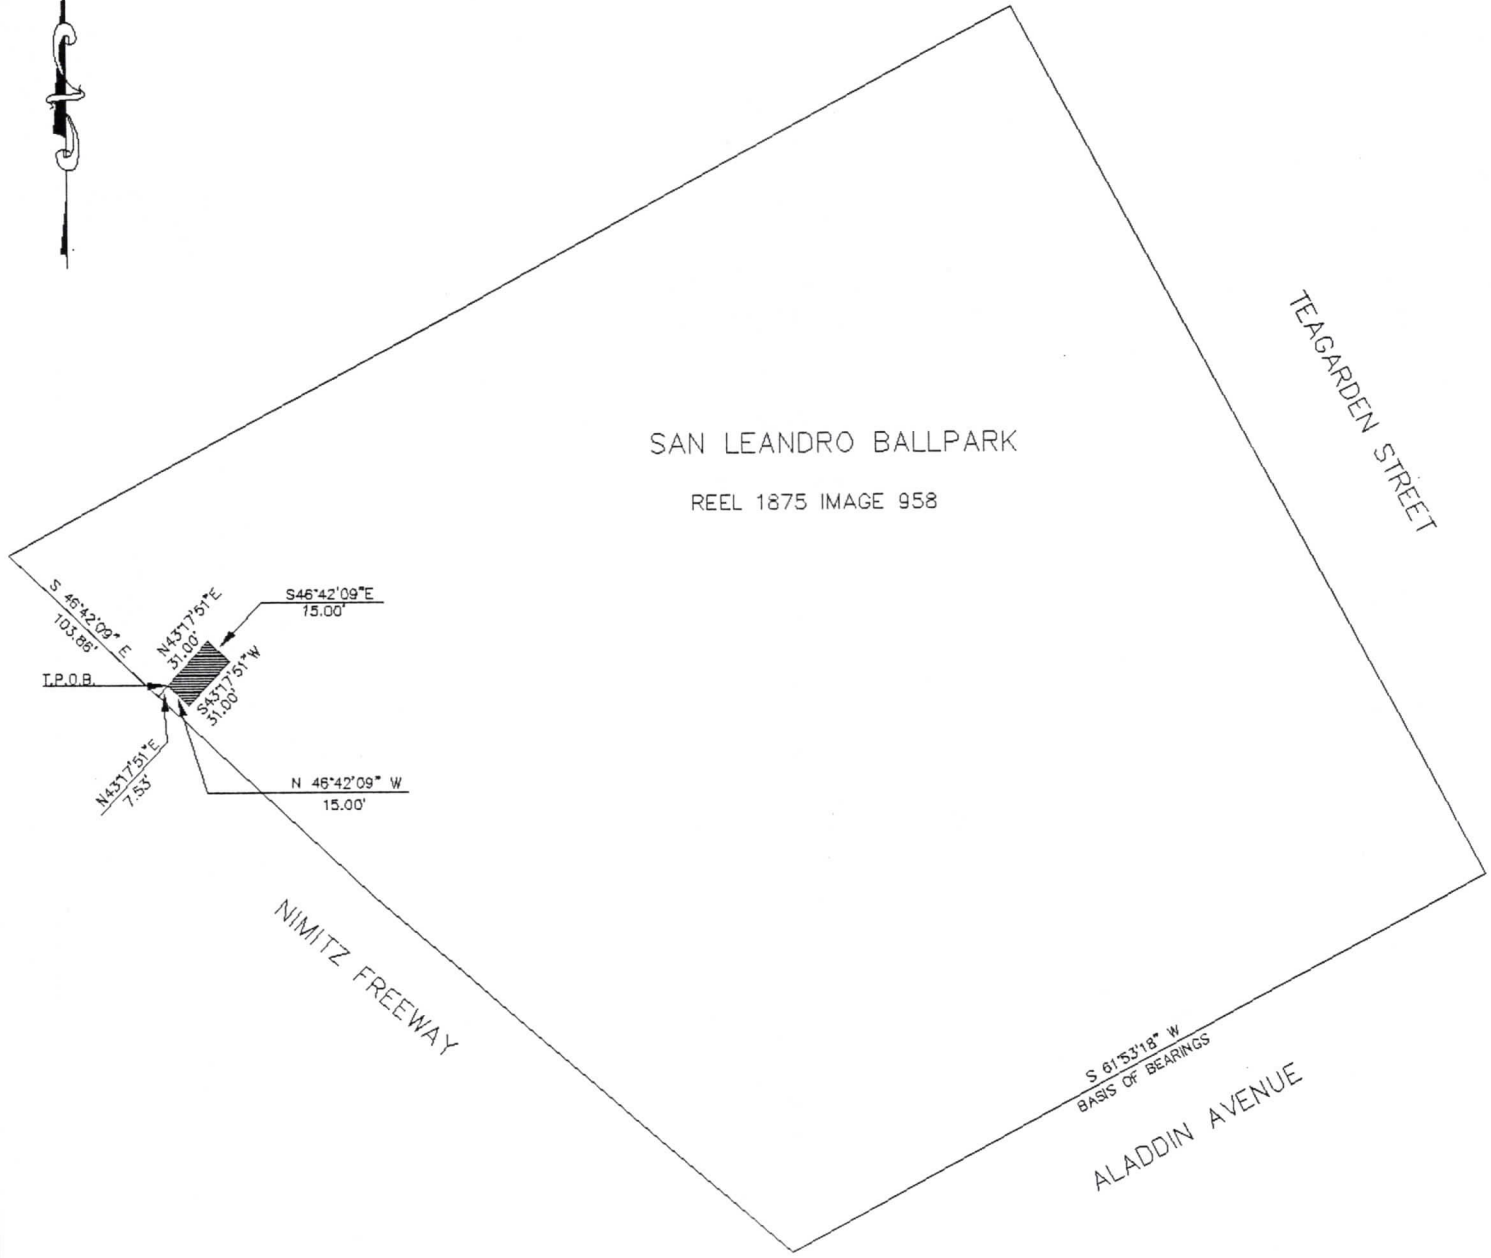 TEAGARDEN STREET
SAN LEANDRO BALLPARK
REEL 1875 IMAGE 958
S 46°42'09" E
103.86'
N43°17'51"E
31.00'
S46°42'09"E
15.00'
T.P.O.B.
S43°17'51"W
31.00'
N43°17'51"E
7.53'
N 46°42'09" W
15.00'
NIMITZ FREEWAY
S 61°53'18" W
BASIS OF BEARINGS
ALADDIN AVENUE